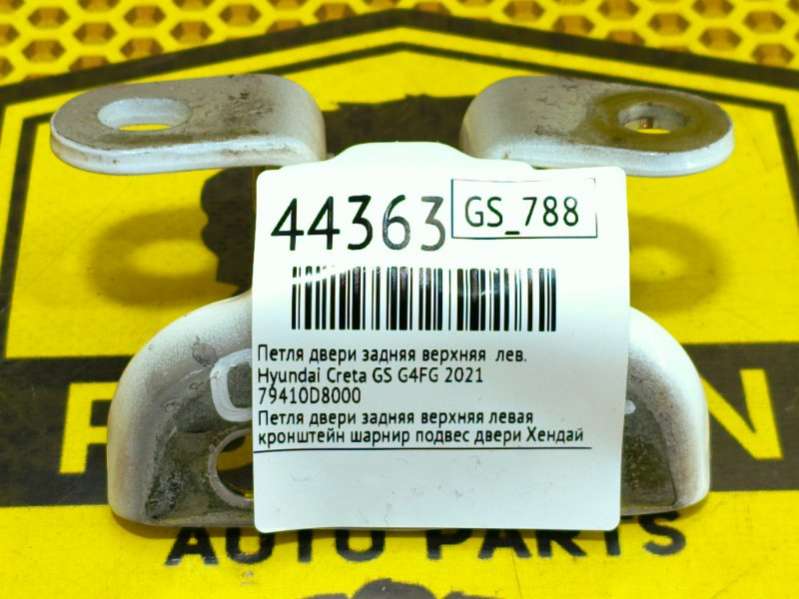 44363
GS_788
Петля двери задняя верхняя лев.
Hyundai Creta GS G4FG 2021
79410D8000
Петля двери задняя верхняя левая
кронштейн шарнир подвес двери Хендай
AUTO PARTS